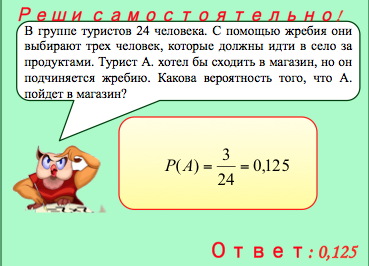 Реши самостоятельно!
В группе туристов 24 человека. С помощью жребия они
выбирают трех человек, которые должны идти в село за
продуктами. Турист А. хотел бы сходить в магазин, но он
подчиняется жребию. Какова вероятность того, что А.
пойдет в магазин?
P(A) = 3/24 = 0,125
Ответ: 0,125